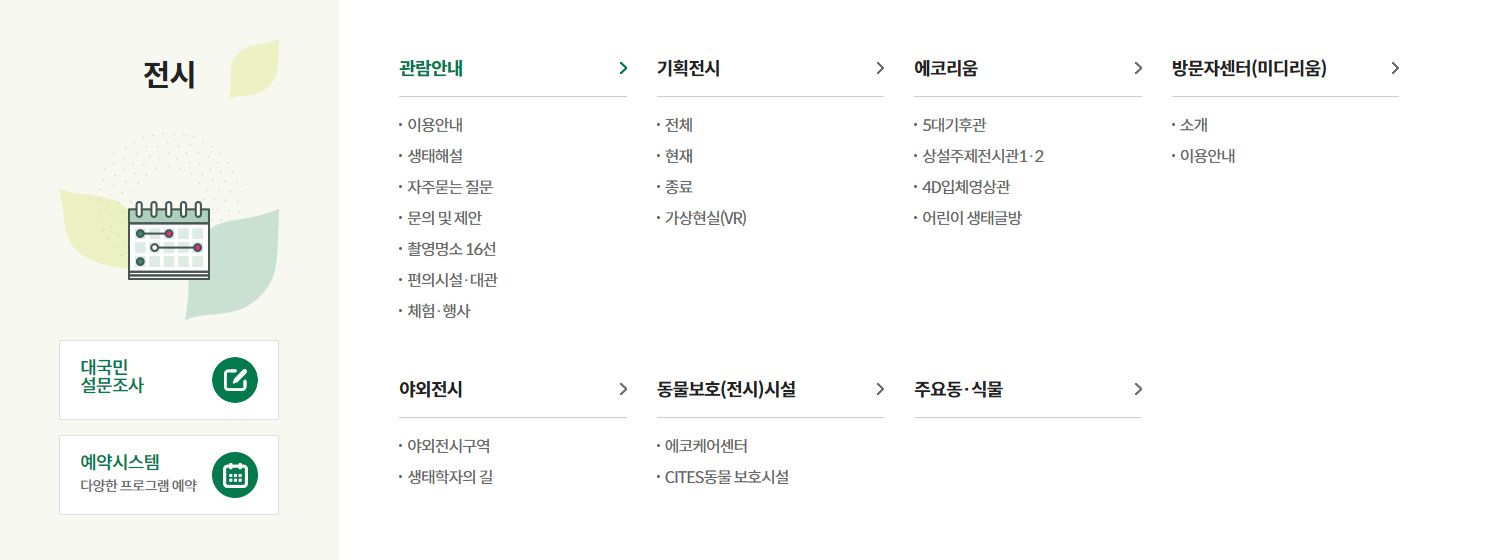 전시
대국민
설문조사
예약시스템
다양한 프로그램 예약
관람안내
· 이용안내
· 생태해설
· 자주묻는 질문
· 문의 및 제안
· 촬영명소 16선
· 편의시설·대관
· 체험·행사
기획전시
· 전체
· 현재
· 종료
· 가상현실(VR)
에코리움
· 5대기후관
· 상설주제전시관1·2
· 4D입체영상관
· 어린이 생태글방
방문자센터(미디리움)
· 소개
· 이용안내
야외전시
· 야외전시구역
· 생태학자의 길
동물보호(전시)시설
· 에코케어센터
· CITES동물 보호시설
주요동·식물